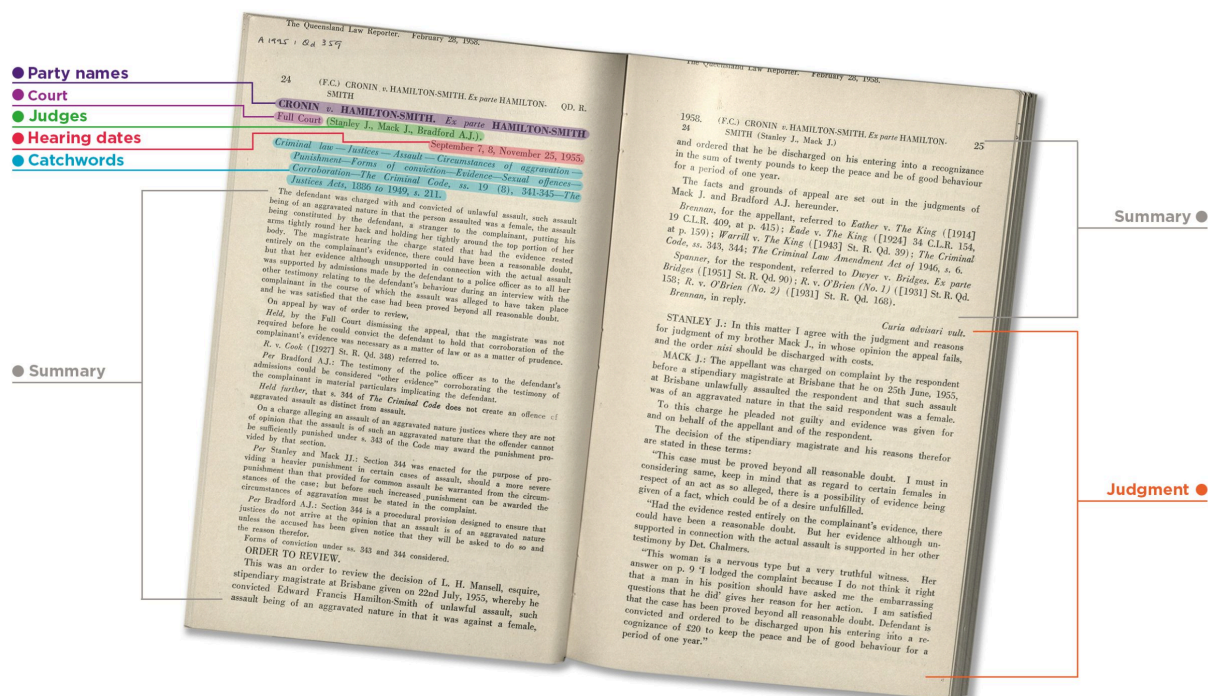 The Queensland Law Reporter. February 28, 1958.
A 1995 1 Qd 359
Party names
Court
Judges
Hearing dates
Catchwords
Summary
24 (F.C.) CRONIN v. HAMILTON-SMITH. Ex parte HAMILTON- QD. R.
SMITH
CRONIN v. HAMILTON-SMITH. Ex parte HAMILTON-SMITH
Full Court (Stanley J., Mack J., Bradford A.J.).
September 7, 8, November 25, 1955.
Criminal law—Justices—Assault—Circumstances of aggravation—
Punishment—Forms of conviction—Evidence—Sexual offences—
Corroboration—The Criminal Code, ss. 19 (8), 341-345—The
Justices Acts, 1886 to 1949, s. 211.
The defendant was charged with and convicted of unlawful assault, such assault
being of an aggravated nature in that the person assaulted was a female, the assault
being constituted by the defendant, a stranger to the complainant, putting his
arms tightly round her back and holding her tightly around the top portion of her
body. The magistrate hearing the charge stated that had the evidence rested
entirely on the complainant's evidence, there could have been a reasonable doubt,
but that her evidence although unsupported in connection with the actual assault
was supported by admissions made by the defendant to a police officer as to all her
other testimony relating to the defendant's behaviour during an interview with the
complainant in the course of which the assault was alleged to have taken place
and he was satisfied that the case had been proved beyond all reasonable doubt.
On appeal by way of order to review,
Held, by the Full Court dismissing the appeal, that the magistrate was not
required before he could convict the defendant to hold that corroboration of the
complainant's evidence was necessary as a matter of law or as a matter of prudence.
R. v. Cook ([1927] St. R. Qd. 348) referred to.
Per Bradford A.J.: The testimony of the police officer as to the defendant's
admissions could be considered "other evidence" corroborating the testimony of
the complainant in material particulars implicating the defendant.
Held further, that s. 344 of The Criminal Code does not create an offence of
aggravated assault as distinct from assault.
On a charge alleging an assault of an aggravated nature justices where they are not
of opinion that the assault is of such an aggravated nature that the offender cannot
be sufficiently punished under s. 343 of the Code may award the punishment pro-
vided by that section.
Per Stanley and Mack JJ.: Section 344 was enacted for the purpose of pro-
viding a heavier punishment in certain cases of assault, should a more severe
punishment than that provided for common assault be warranted from the circum-
stances of the case; but before such increased punishment can be awarded the
circumstances of aggravation must be stated in the complaint.
Per Bradford A.J.: Section 344 is a procedural provision designed to ensure that
justices do not arrive at the opinion that an assault is of an aggravated nature
unless the accused has been given notice that they will be asked to do so and
the reason therefor.
Forms of conviction under ss. 343 and 344 considered.
ORDER TO REVIEW.
This was an order to review the decision of L. H. Mansell, esquire,
stipendiary magistrate at Brisbane given on 22nd July, 1955, whereby he
convicted Edward Francis Hamilton-Smith of unlawful assault, such
assault being of an aggravated nature in that it was against a female,
The Queensland Law Reporter. February 28, 1958.
1958. (F.C.) CRONIN v. HAMILTON-SMITH. Ex parte HAMILTON-
24 SMITH (Stanley J., Mack J.) 25
and ordered that he be discharged on his entering into a recognizance
in the sum of twenty pounds to keep the peace and be of good behaviour
for a period of one year.
The facts and grounds of appeal are set out in the judgments of
Mack J. and Bradford A.J. hereunder.
Brennan, for the appellant, referred to Eather v. The King ([1914]
19 C.L.R. 409, at p. 415); Eade v. The King ([1924] 34 C.L.R. 154,
at p. 159); Warrill v. The King ([1943] St. R. Qd. 39); The Criminal
Code, ss. 343, 344; The Criminal Law Amendment Act of 1946, s. 6.
Spanner, for the respondent, referred to Dwyer v. Bridges. Ex parte
Bridges ([1951] St. R. Qd. 90); R. v. O'Brien (No. 1) ([1931] St. R. Qd.
158; R. v. O'Brien (No. 2) ([1931] St. R. Qd. 168).
Brennan, in reply.
Curia advisari vult.
STANLEY J.: In this matter I agree with the judgment and reasons
for judgment of my brother Mack J., in whose opinion the appeal fails,
and the order nisi should be discharged with costs.
MACK J.: The appellant was charged on complaint by the respondent
before a stipendiary magistrate at Brisbane that he on 25th June, 1955,
at Brisbane unlawfully assaulted the respondent and that such assault
was of an aggravated nature in that the said respondent was a female.
To this charge he pleaded not guilty and evidence was given for
and on behalf of the appellant and of the respondent.
The decision of the stipendiary magistrate and his reasons therefor
are stated in these terms:
"This case must be proved beyond all reasonable doubt. I must in
considering same, keep in mind that as regard to certain females in
respect of an act as so alleged, there is a possibility of evidence being
given of a fact, which could be of a desire unfulfilled.
"Had the evidence rested entirely on the complainant's evidence, there
could have been a reasonable doubt. But her evidence although un-
supported in connection with the actual assault is supported in her other
testimony by Det. Chalmers.
"This woman is a nervous type but a very truthful witness. Her
answer on p. 9 'I lodged the complaint because I do not think it right
that a man in his position should have asked me the embarrassing
questions that he did' gives her reason for her action. I am satisfied
that the case has been proved beyond all reasonable doubt. Defendant is
convicted and ordered to be discharged upon his entering into a re-
cognizance of £20 to keep the peace and be of good behaviour for a
period of one year."
Summary
Judgment